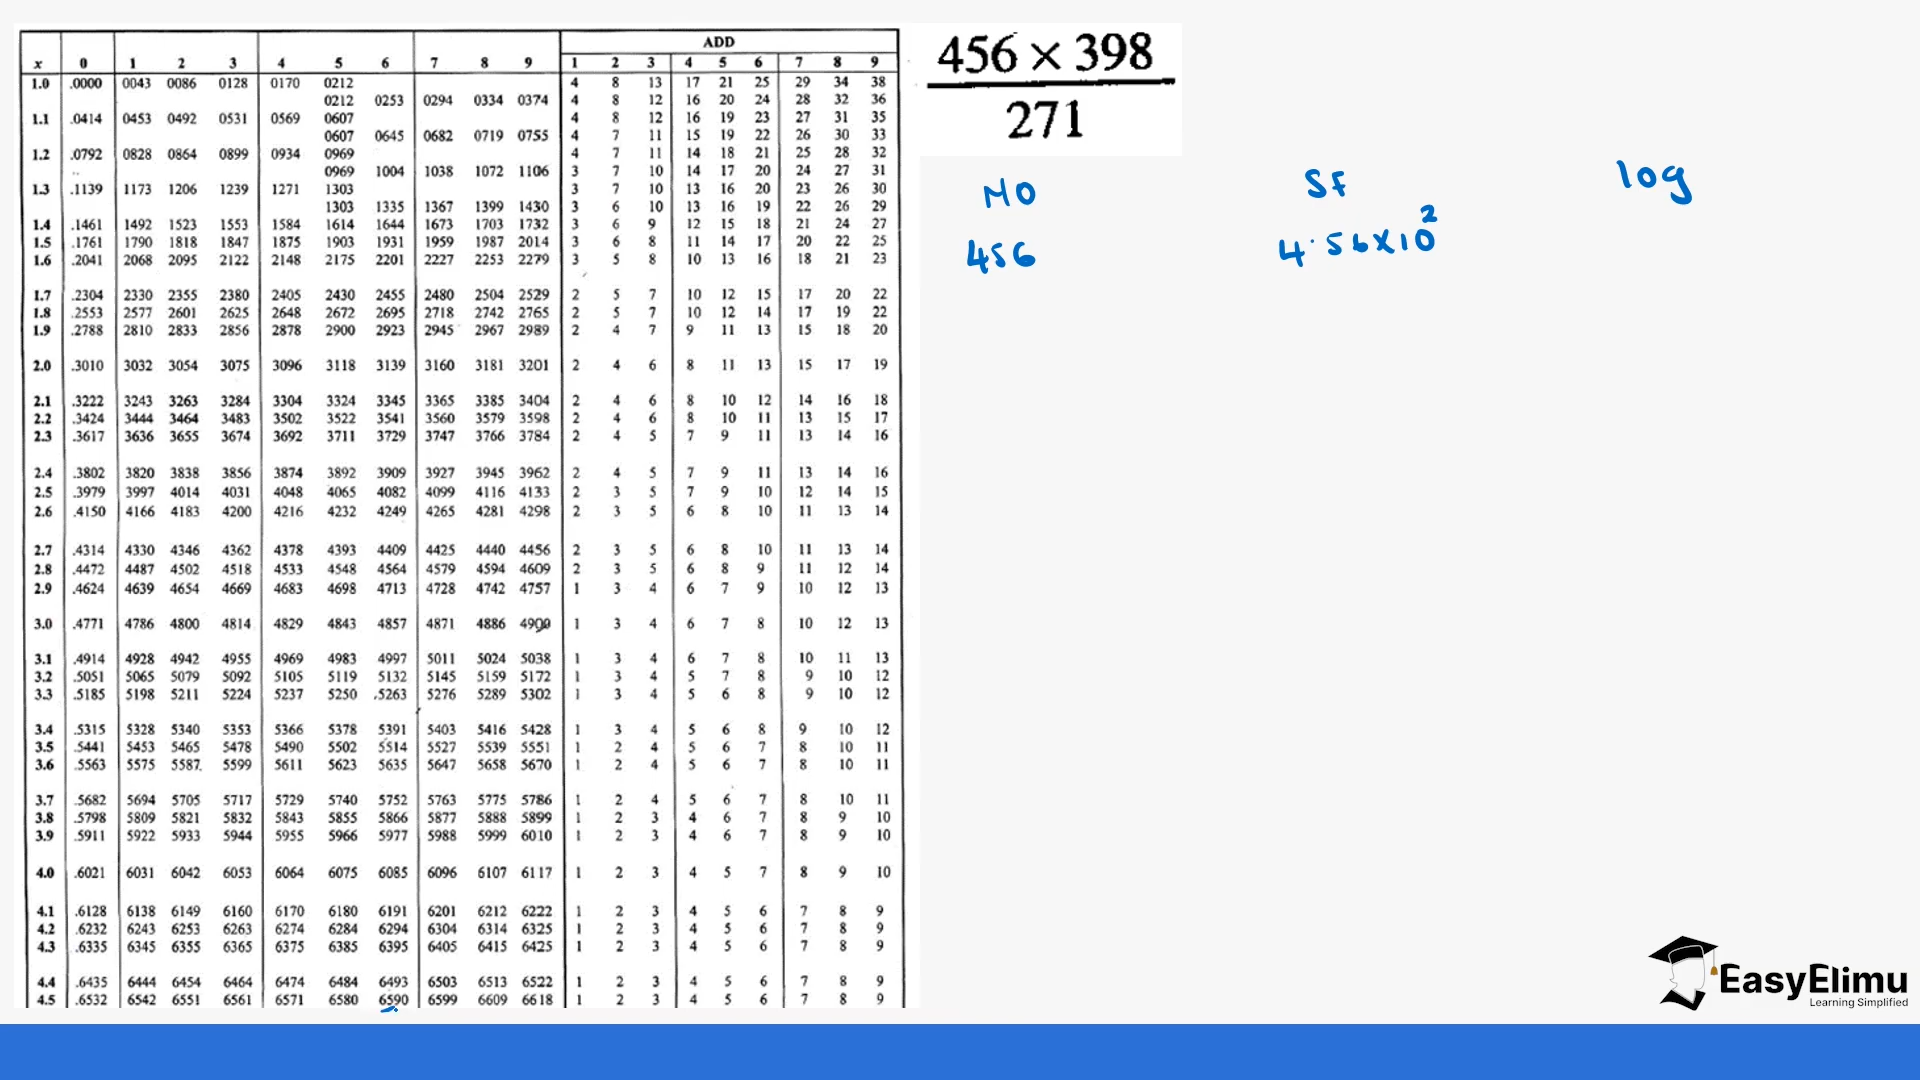 ADD
x 0 1 2 3 4 5 6 7 8 9 1 2 3 4 5 6 7 8 9
1.0 .0000 0043 0086 0128 0170 0212 4 8 13 17 21 25 29 34 38
0212 0253 0294 0334 0374 4 8 12 16 20 24 28 32 36
1.1 .0414 0453 0492 0531 0569 0607 4 8 12 16 19 23 27 31 35
0607 0645 0682 0719 0755 4 7 11 15 19 22 26 30 33
1.2 .0792 0828 0864 0899 0934 0969 4 7 11 14 18 21 25 28 32
0969 1004 1038 1072 1106 3 7 10 14 17 20 24 27 31
1.3 .1139 1173 1206 1239 1271 1303 3 7 10 13 16 20 23 26 30
1303 1335 1367 1399 1430 3 6 10 13 16 19 22 26 29
1.4 .1461 1492 1523 1553 1584 1614 1644 1673 1703 1732 3 6 9 12 15 18 21 24 27
1.5 .1761 1790 1818 1847 1875 1903 1931 1959 1987 2014 3 6 8 11 14 17 20 22 25
1.6 .2041 2068 2095 2122 2148 2175 2201 2227 2253 2279 3 5 8 10 13 16 18 21 23
1.7 .2304 2330 2355 2380 2405 2430 2455 2480 2504 2529 2 5 7 10 12 15 17 20 22
1.8 .2553 2577 2601 2625 2648 2672 2695 2718 2742 2765 2 5 7 10 12 14 17 19 22
1.9 .2788 2810 2833 2856 2878 2900 2923 2945 2967 2989 2 4 7 9 11 13 15 18 20
2.0 .3010 3032 3054 3075 3096 3118 3139 3160 3181 3201 2 4 6 8 11 13 15 17 19
2.1 .3222 3243 3263 3284 3304 3324 3345 3365 3385 3404 2 4 6 8 10 12 14 16 18
2.2 .3424 3444 3464 3483 3502 3522 3541 3560 3579 3598 2 4 6 8 10 11 13 15 17
2.3 .3617 3636 3655 3674 3692 3711 3729 3747 3766 3784 2 4 5 7 9 11 13 14 16
2.4 .3802 3820 3838 3856 3874 3892 3909 3927 3945 3962 2 4 5 7 9 11 13 14 16
2.5 .3979 3997 4014 4031 4048 4065 4082 4099 4116 4133 2 3 5 7 9 10 12 14 15
2.6 .4150 4166 4183 4200 4216 4232 4249 4265 4281 4298 2 3 5 6 8 10 11 13 14
2.7 .4314 4330 4346 4362 4378 4393 4409 4425 4440 4456 2 3 5 6 8 10 11 13 14
2.8 .4472 4487 4502 4518 4533 4548 4564 4579 4594 4609 2 3 5 6 8 9 11 12 14
2.9 .4624 4639 4654 4669 4683 4698 4713 4728 4742 4757 1 3 4 6 7 9 10 12 13
3.0 .4771 4786 4800 4814 4829 4843 4857 4871 4886 4900 1 3 4 6 7 8 10 12 13
3.1 .4914 4928 4942 4955 4969 4983 4997 5011 5024 5038 1 3 4 6 7 8 10 11 13
3.2 .5051 5065 5079 5092 5105 5119 5132 5145 5159 5172 1 3 4 5 7 8 9 10 12
3.3 .5185 5198 5211 5224 5237 5250 5263 5276 5289 5302 1 3 4 5 6 8 9 10 12
3.4 .5315 5328 5340 5353 5366 5378 5391 5403 5416 5428 1 3 4 5 6 8 9 10 12
3.5 .5441 5453 5465 5478 5490 5502 5514 5527 5539 5551 1 2 4 5 6 7 8 10 11
3.6 .5563 5575 5587 5599 5611 5623 5635 5647 5658 5670 1 2 4 5 6 7 8 10 11
3.7 .5682 5694 5705 5717 5729 5740 5752 5763 5775 5786 1 2 4 5 6 7 8 10 11
3.8 .5798 5809 5821 5832 5843 5855 5866 5877 5888 5899 1 2 3 4 6 7 8 9 10
3.9 .5911 5922 5933 5944 5955 5966 5977 5988 5999 6010 1 2 3 4 6 7 8 9 10
4.0 .6021 6031 6042 6053 6064 6075 6085 6096 6107 6117 1 2 3 4 5 7 8 9 10
4.1 .6128 6138 6149 6160 6170 6180 6191 6201 6212 6222 1 2 3 4 5 6 7 8 9
4.2 .6232 6243 6253 6263 6274 6284 6294 6304 6314 6325 1 2 3 4 5 6 7 8 9
4.3 .6335 6345 6355 6365 6375 6385 6395 6405 6415 6425 1 2 3 4 5 6 7 8 9
4.4 .6435 6444 6454 6464 6474 6484 6493 6503 6513 6522 1 2 3 4 5 6 7 8 9
4.5 .6532 6542 6551 6561 6571 6580 6590 6599 6609 6618 1 2 3 4 5 6 7 8 9
456 × 398
271
NO SF log
456 4.56×10²
EasyElimu
Learning Simplified